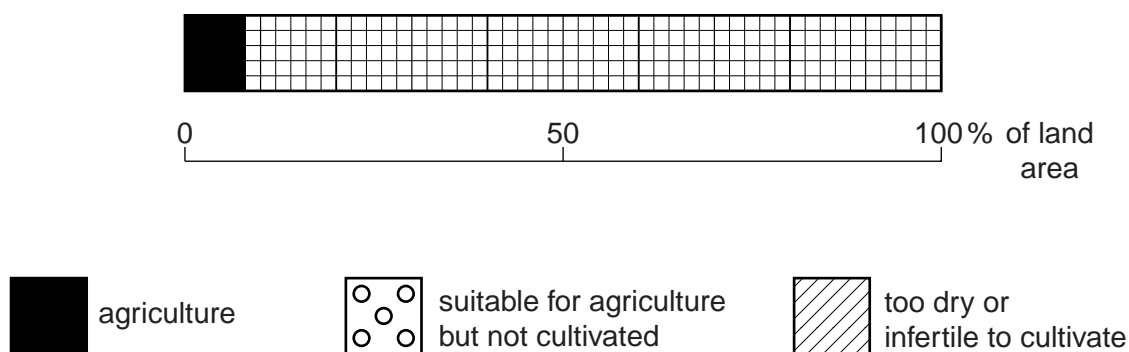 0 50 100 % of land
area
agriculture
suitable for agriculture
but not cultivated
too dry or
infertile to cultivate